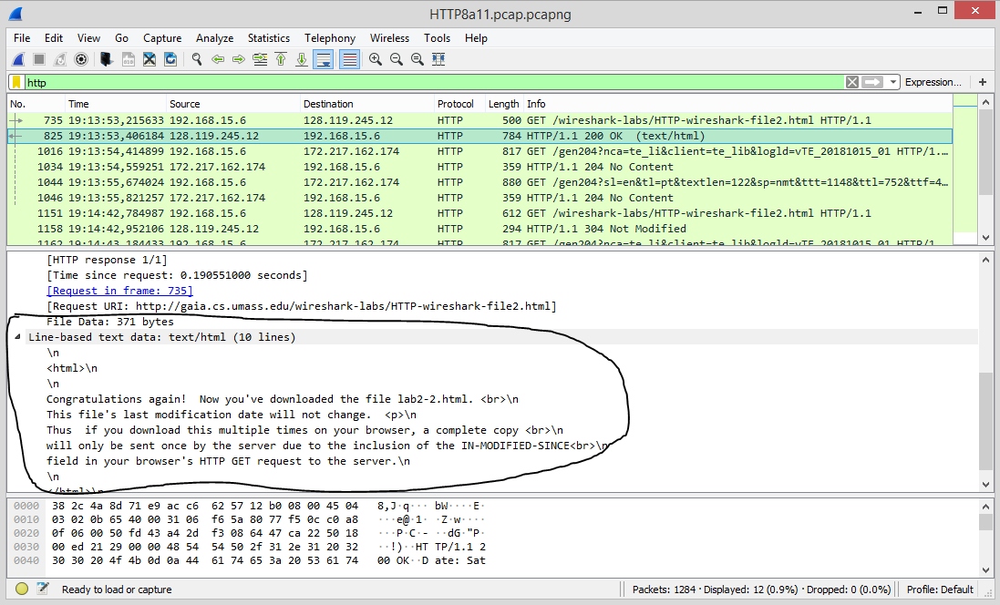 HTTP8a11.pcap.pcapng
File Edit View Go Capture Analyze Statistics Telephony Wireless Tools Help
http Expression... +
No. Time Source Destination Protocol Length Info
735 19:13:53,215633 192.168.15.6 128.119.245.12 HTTP 500 GET /wireshark-labs/HTTP-wireshark-file2.html HTTP/1.1
825 19:13:53,406184 128.119.245.12 192.168.15.6 HTTP 784 HTTP/1.1 200 OK  (text/html)
1016 19:13:54,414899 192.168.15.6 172.217.162.174 HTTP 817 GET /gen204?nca=te_li&client=te_lib&logld=vTE_20181015_01 HTTP/1.…
1034 19:13:54,559251 172.217.162.174 192.168.15.6 HTTP 359 HTTP/1.1 204 No Content
1044 19:13:55,674024 192.168.15.6 172.217.162.174 HTTP 880 GET /gen204?sl=en&tl=pt&textlen=122&sp=nmt&ttt=1148&ttl=752&ttf=4…
1046 19:13:55,821257 172.217.162.174 192.168.15.6 HTTP 359 HTTP/1.1 204 No Content
1151 19:14:42,784987 192.168.15.6 128.119.245.12 HTTP 612 GET /wireshark-labs/HTTP-wireshark-file2.html HTTP/1.1
1158 19:14:42,952106 128.119.245.12 192.168.15.6 HTTP 294 HTTP/1.1 304 Not Modified
1162 19:14:43,184433 192.168.15.6 172.217.162.174 HTTP 817 GET /gen204?nca=te_li&client=te_lib&logld=vTE_20181015_01 HTTP/1.…
[HTTP response 1/1]
[Time since request: 0.190551000 seconds]
[Request in frame: 735]
[Request URI: http://gaia.cs.umass.edu/wireshark-labs/HTTP-wireshark-file2.html]
File Data: 371 bytes
Line-based text data: text/html (10 lines)
\n
<html>\n
\n
Congratulations again!  Now you've downloaded the file lab2-2.html. <br>\n
This file's last modification date will not change.  <p>\n
Thus  if you download this multiple times on your browser, a complete copy <br>\n
will only be sent once by the server due to the inclusion of the IN-MODIFIED-SINCE<br>\n
field in your browser's HTTP GET request to the server.\n
\n
</html>\n
0000 38 2c 4a 8d 71 e9 ac c6 62 57 12 b0 08 00 45 04 8,J·q··· bW····E·
0010 03 02 0b 65 40 00 31 06 f6 5a 80 77 f5 0c c0 a8 ···e@·1· ·Z·w····
0020 0f 06 00 50 fd 43 a4 2d f3 08 64 47 ca 22 50 18 ···P·C·- ··dG·"P·
0030 00 ed 21 29 00 00 48 54 54 50 2f 31 2e 31 20 32 ··!)··HT TP/1.1 2
0040 30 30 20 4f 4b 0d 0a 44 61 74 65 3a 20 53 61 74 00 OK··D ate: Sat
Ready to load or capture Packets: 1284 · Displayed: 12 (0.9%) · Dropped: 0 (0.0%) Profile: Default